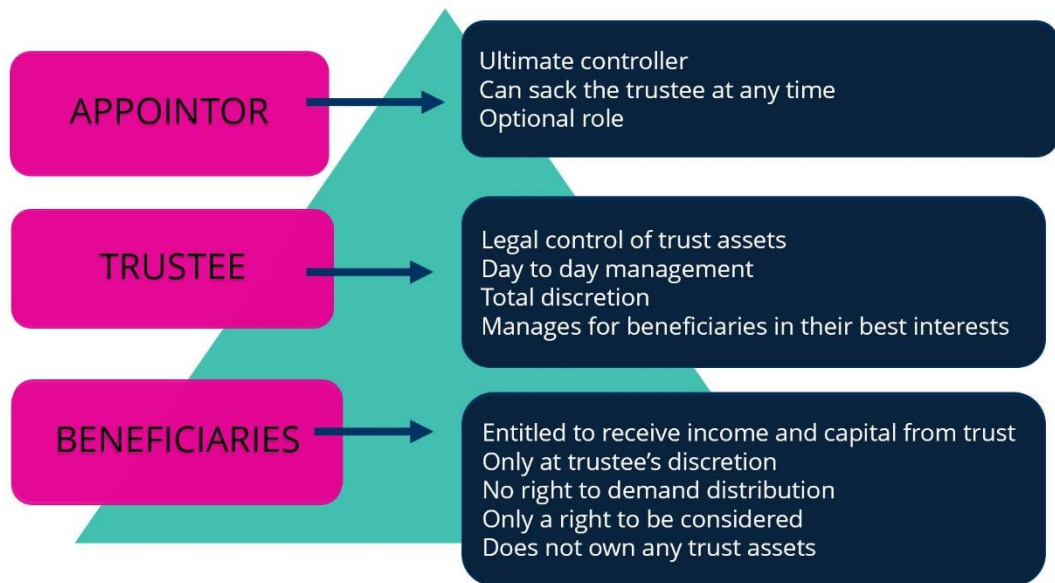 APPOINTOR
Ultimate controller
Can sack the trustee at any time
Optional role
TRUSTEE
Legal control of trust assets
Day to day management
Total discretion
Manages for beneficiaries in their best interests
BENEFICIARIES
Entitled to receive income and capital from trust
Only at trustee’s discretion
No right to demand distribution
Only a right to be considered
Does not own any trust assets